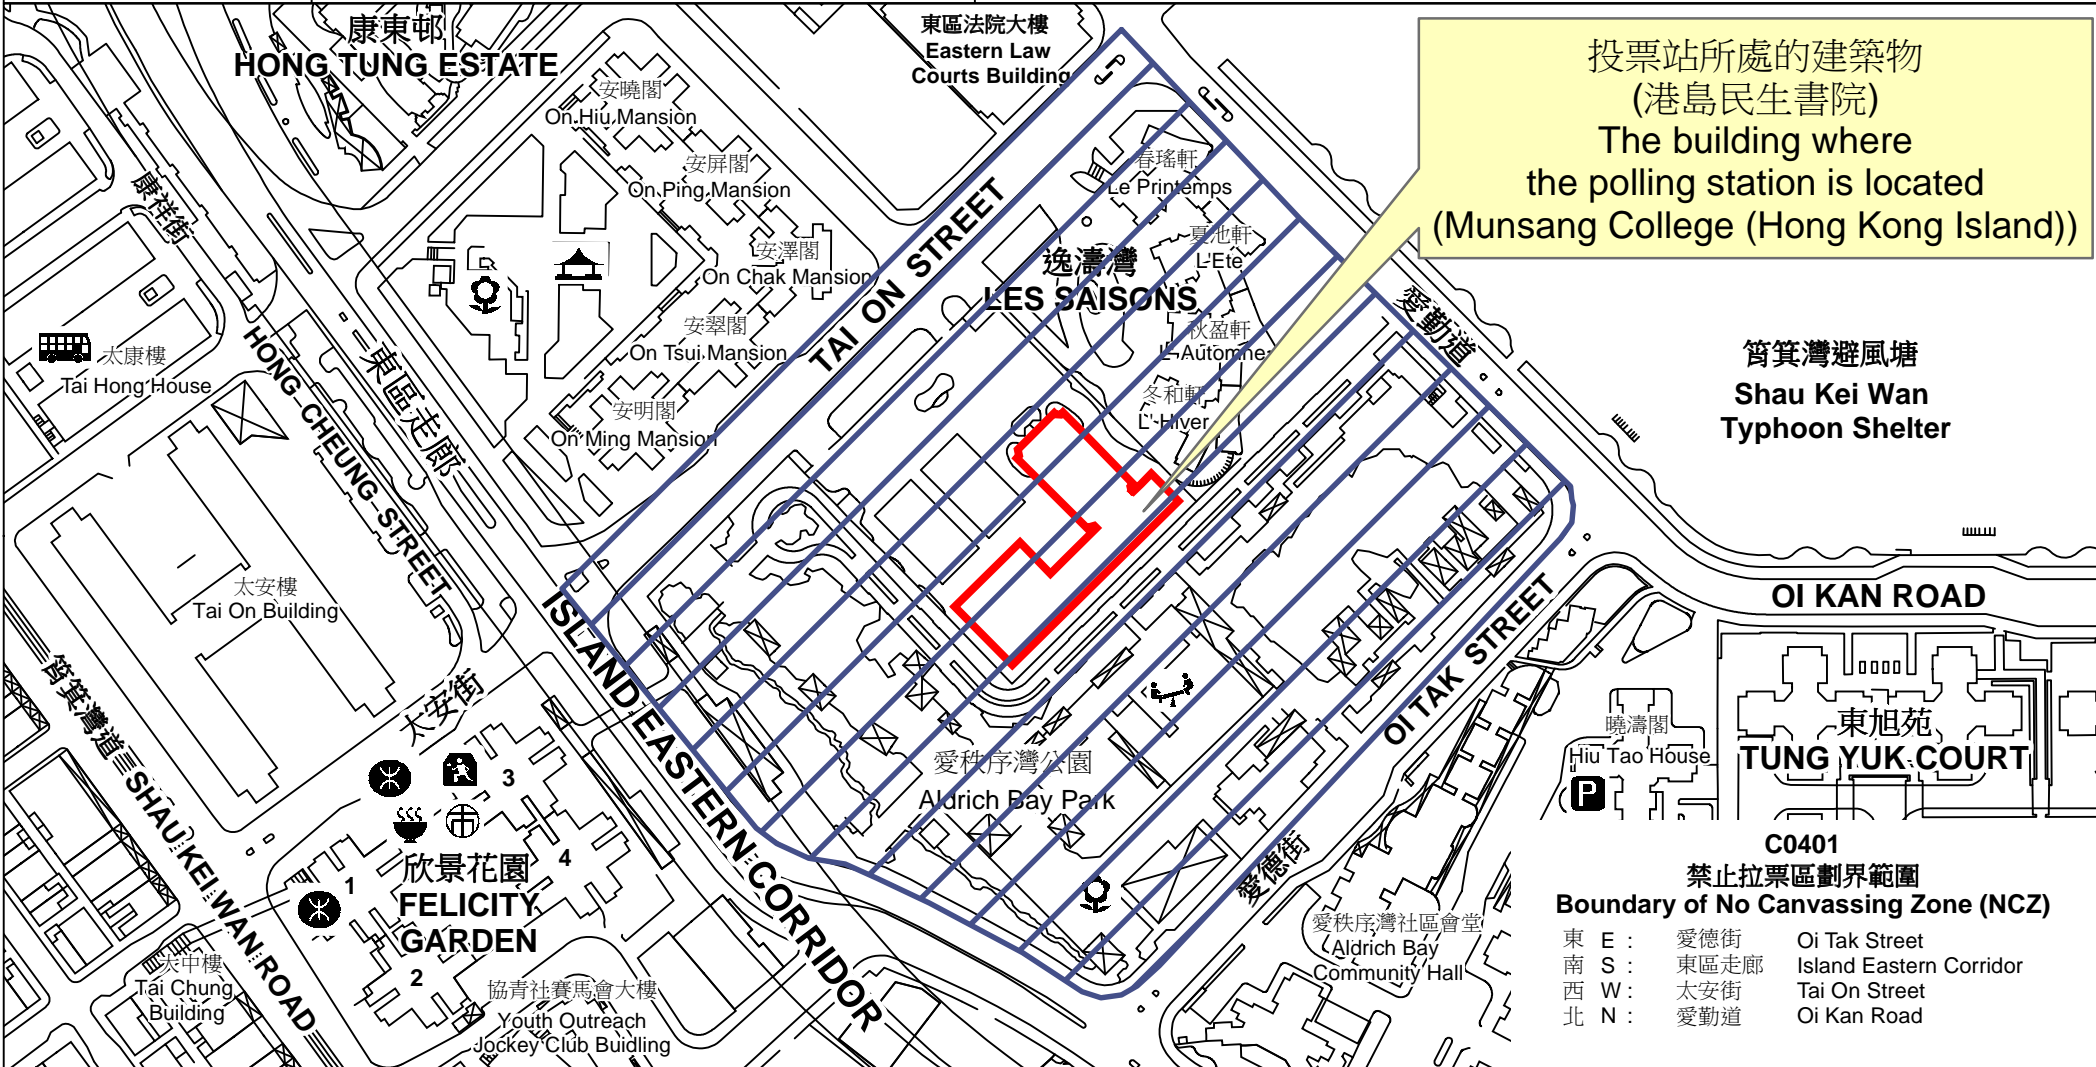 康東邨
HONG TUNG ESTATE
東區法院大樓
Eastern Law
Courts Building
投票站所處的建築物
(港島民生書院)
The building where
the polling station is located
(Munsang College (Hong Kong Island))
安曉閣
On Hiu Mansion
安屏閣
On Ping Mansion
安澤閣
On Chak Mansion
安翠閣
On Tsui Mansion
安明閣
On Ming Mansion
康祥街
HONG CHEUNG STREET
東區走廊
ISLAND EASTERN CORRIDOR
TAI ON STREET
春瑤軒
Le Printemps
夏池軒
L'Ete
逸濤灣
LES SAISONS
秋盈軒
L'Automne
冬和軒
L'Hiver
愛勤道
筲箕灣避風塘
Shau Kei Wan
Typhoon Shelter
太康樓
Tai Hong House
太安樓
Tai On Building
太安街
筲箕灣道
SHAU KEI WAN ROAD
OI KAN ROAD
OI TAK STREET
愛德街
愛秩序灣公園
Aldrich Bay Park
曉濤閣
Hiu Tao House
P
東旭苑
TUNG YUK COURT
3
4
1
2
欣景花園
FELICITY
GARDEN
太中樓
Tai Chung
Building
協青社賽馬會大樓
Youth Outreach
Jockey Club Buidling
愛秩序灣社區會堂
Aldrich Bay
Community Hall
C0401
禁止拉票區劃界範圍
Boundary of No Canvassing Zone (NCZ)
東 E : 愛德街 Oi Tak Street
南 S : 東區走廊 Island Eastern Corridor
西 W : 太安街 Tai On Street
北 N : 愛勤道 Oi Kan Road